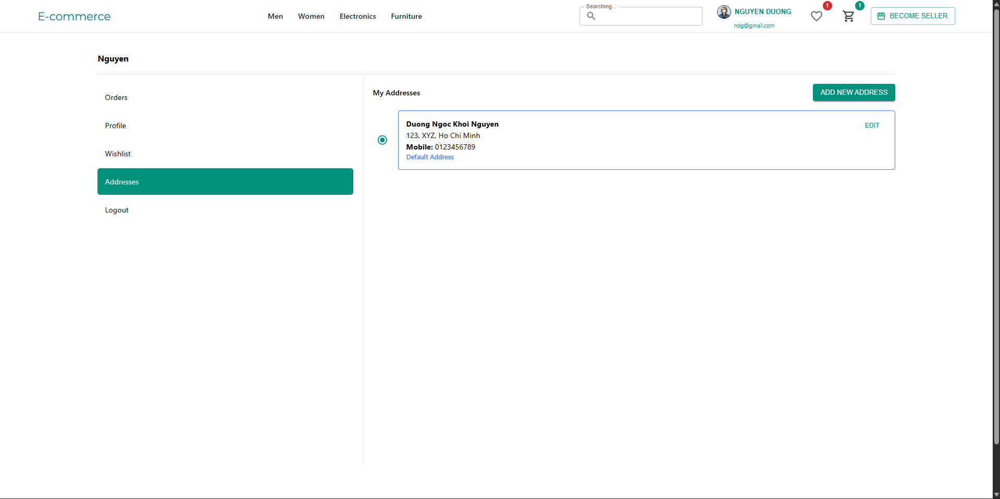 E-commerce
Men Women Electronics Furniture
Searching...
NGUYEN DUONG
ndg@gmail.com
1
1
BECOME SELLER
Nguyen
Orders
Profile
Wishlist
Addresses
Logout
My Addresses
ADD NEW ADDRESS
Duong Ngoc Khoi Nguyen
EDIT
123, XYZ, Ho Chi Minh
Mobile: 0123456789
Default Address